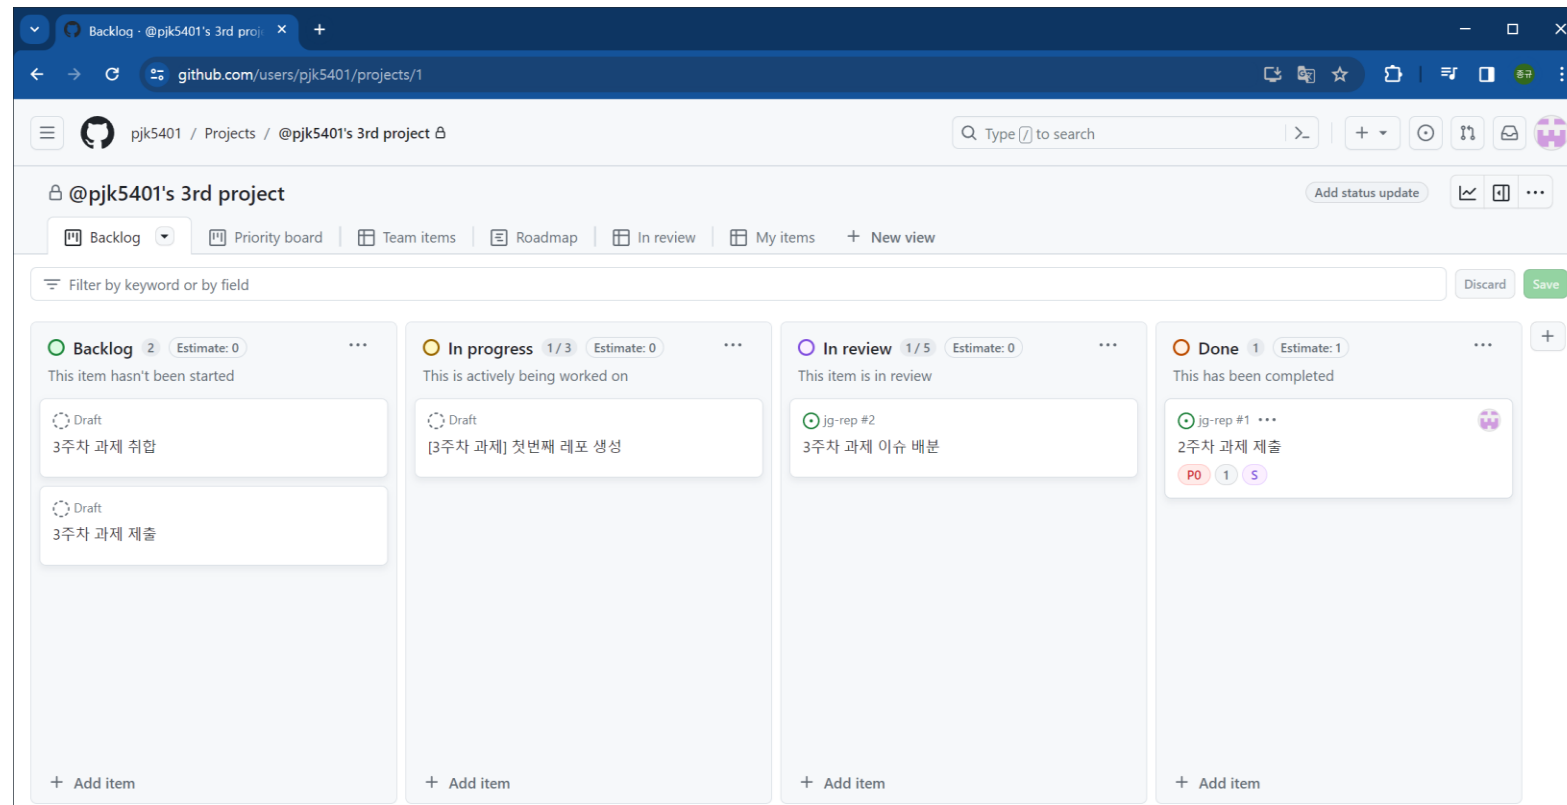 Backlog · @pjk5401's 3rd proj
github.com/users/pjk5401/projects/1
중규
pjk5401 / Projects / @pjk5401's 3rd project
Type / to search
@pjk5401's 3rd project
Add status update
Backlog
Priority board
Team items
Roadmap
In review
My items
+ New view
Filter by keyword or by field
Discard
Save
Backlog 2 Estimate: 0
This item hasn't been started
Draft
3주차 과제 취합
Draft
3주차 과제 제출
+ Add item
In progress 1 / 3 Estimate: 0
This is actively being worked on
Draft
[3주차 과제] 첫번째 레포 생성
+ Add item
In review 1 / 5 Estimate: 0
This item is in review
jg-rep #2
3주차 과제 이슈 배분
+ Add item
Done 1 Estimate: 1
This has been completed
jg-rep #1
2주차 과제 제출
P0 1 S
+ Add item